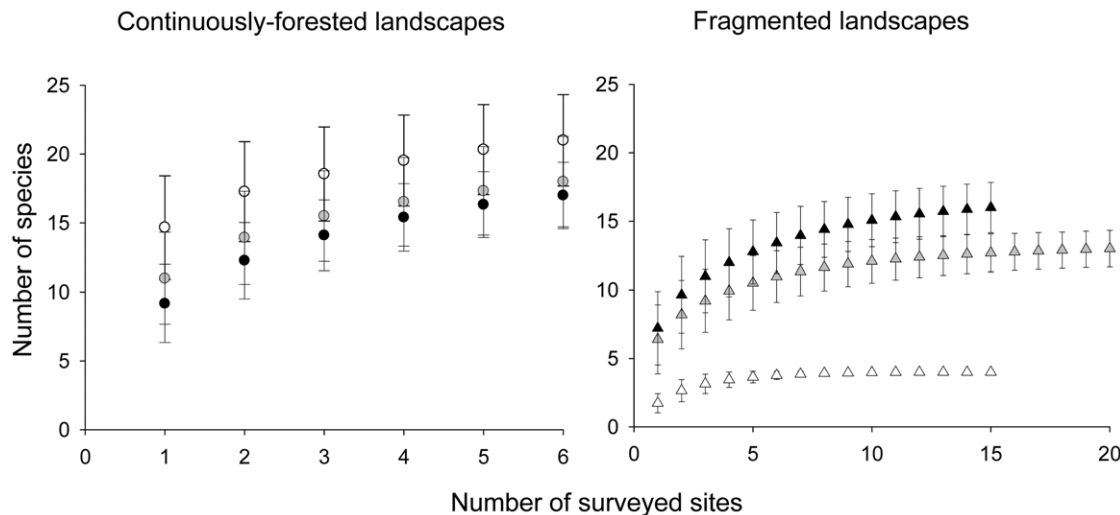 Continuously-forested landscapes
Fragmented landscapes
Number of species
25
20
15
10
5
0
0 1 2 3 4 5 6
25
20
15
10
5
0
0 5 10 15 20
Number of surveyed sites